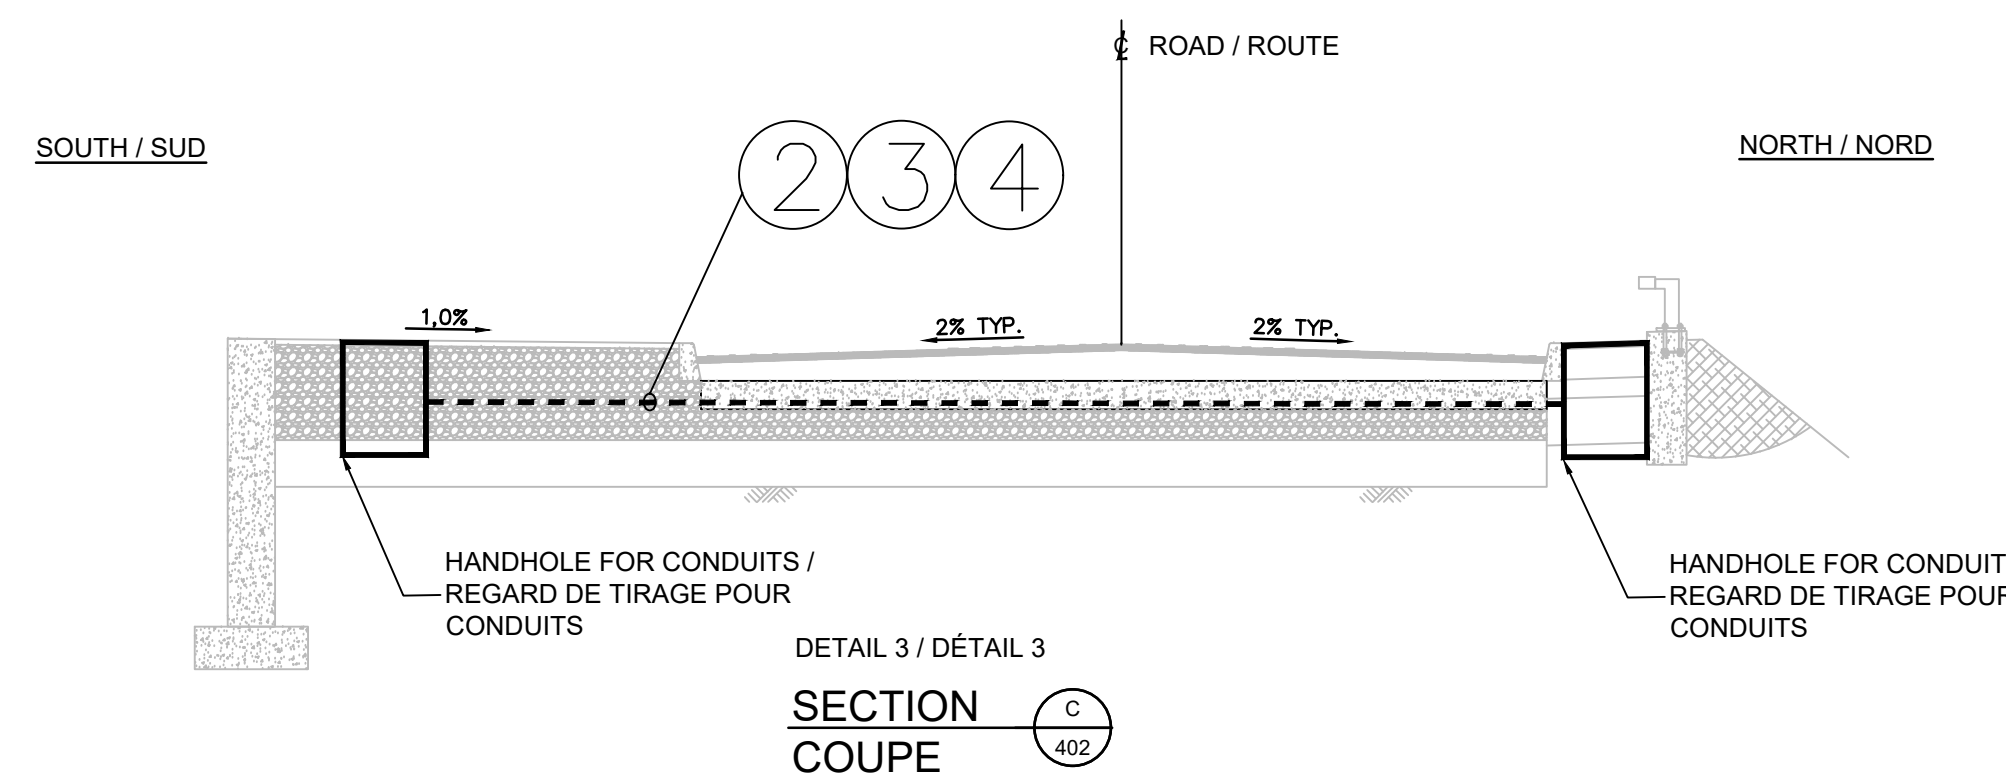 ℄ ROAD / ROUTE
SOUTH / SUD
NORTH / NORD
2 3 4
1,0%
2% TYP.
2% TYP.
HANDHOLE FOR CONDUITS /
REGARD DE TIRAGE POUR
CONDUITS
HANDHOLE FOR CONDUIT
REGARD DE TIRAGE POUR
CONDUITS
DETAIL 3 / DÉTAIL 3
SECTION
COUPE
C
402